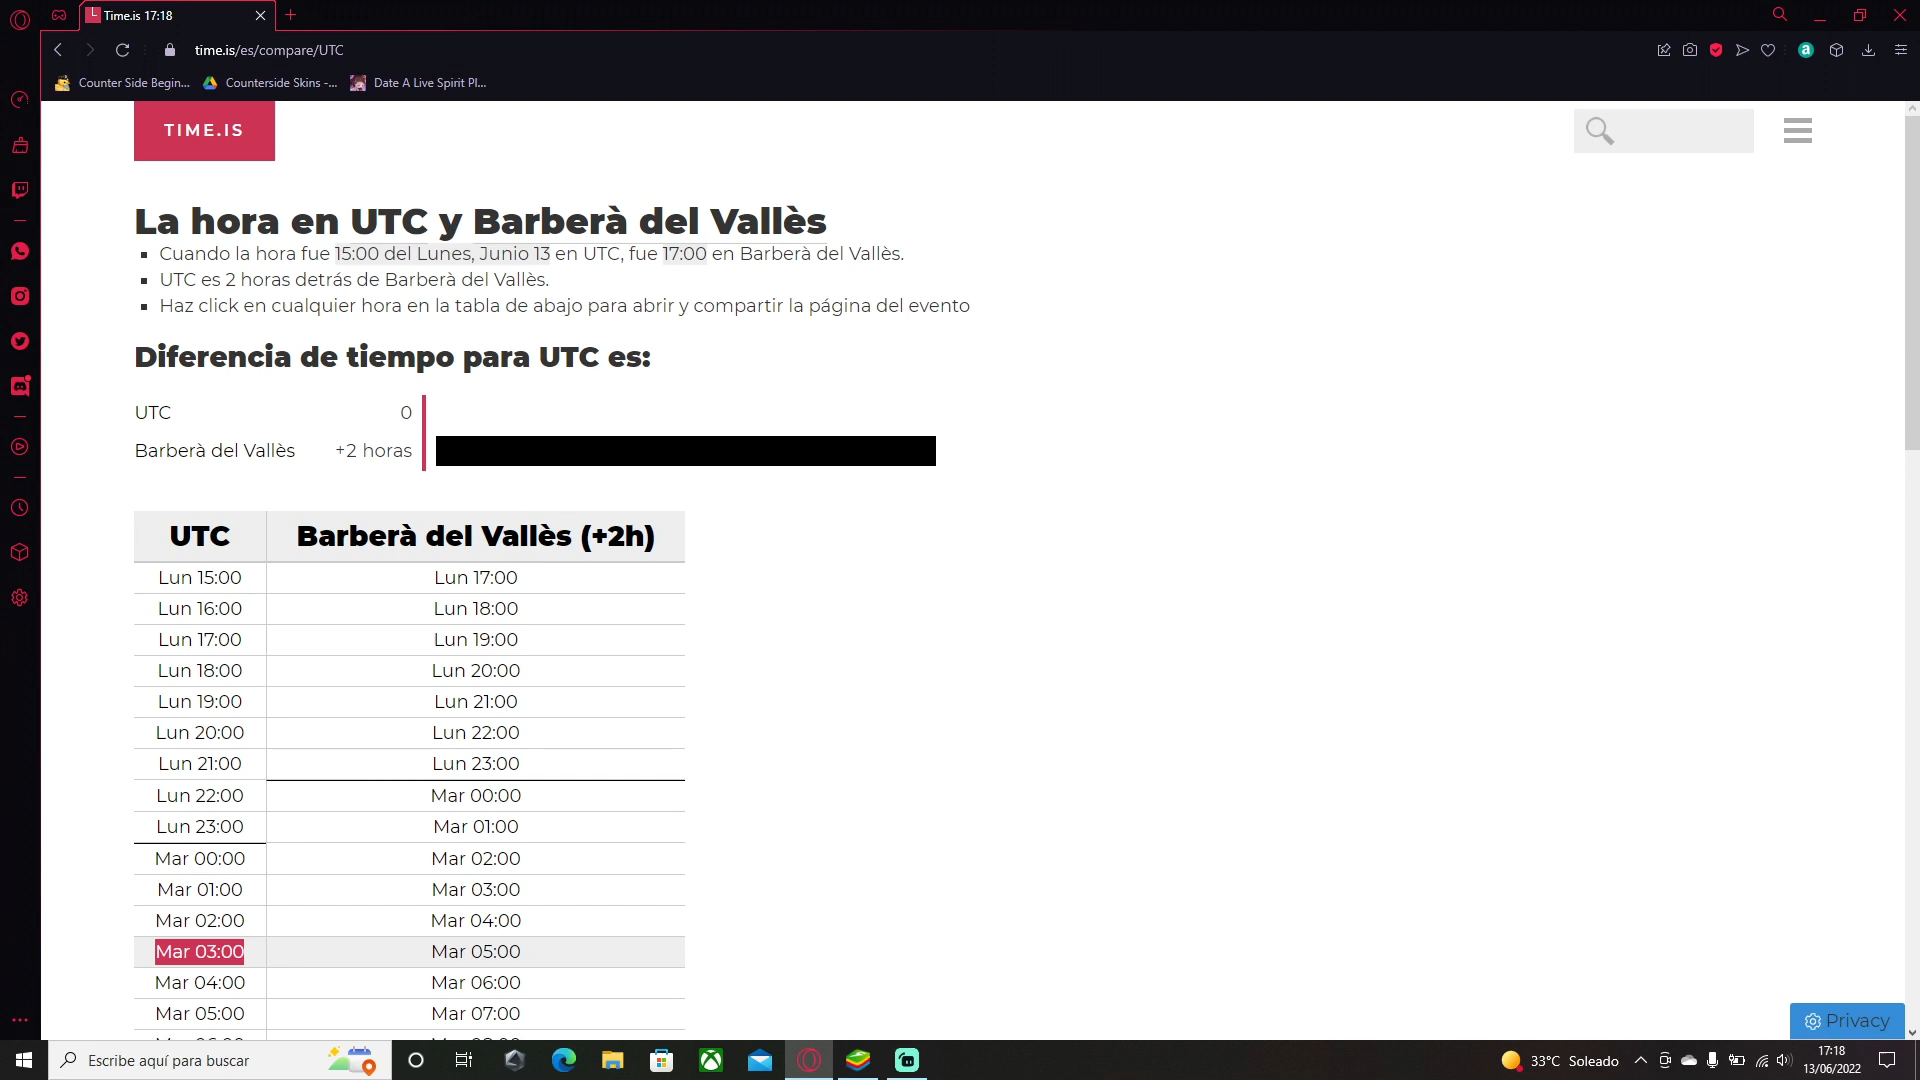 Time.is 17:18
time.is/es/compare/UTC
Counter Side Begin...
Counterside Skins -...
Date A Live Spirit Pl...
TIME.IS
La hora en UTC y Barberà del Vallès
Cuando la hora fue 15:00 del Lunes, Junio 13 en UTC, fue 17:00 en Barberà del Vallès.
UTC es 2 horas detrás de Barberà del Vallès.
Haz click en cualquier hora en la tabla de abajo para abrir y compartir la página del evento
Diferencia de tiempo para UTC es:
UTC 0
Barberà del Vallès +2 horas
UTC Barberà del Vallès (+2h)
Lun 15:00 Lun 17:00
Lun 16:00 Lun 18:00
Lun 17:00 Lun 19:00
Lun 18:00 Lun 20:00
Lun 19:00 Lun 21:00
Lun 20:00 Lun 22:00
Lun 21:00 Lun 23:00
Lun 22:00 Mar 00:00
Lun 23:00 Mar 01:00
Mar 00:00 Mar 02:00
Mar 01:00 Mar 03:00
Mar 02:00 Mar 04:00
Mar 03:00 Mar 05:00
Mar 04:00 Mar 06:00
Mar 05:00 Mar 07:00
Privacy
Escribe aquí para buscar
33°C Soleado
17:18
13/06/2022